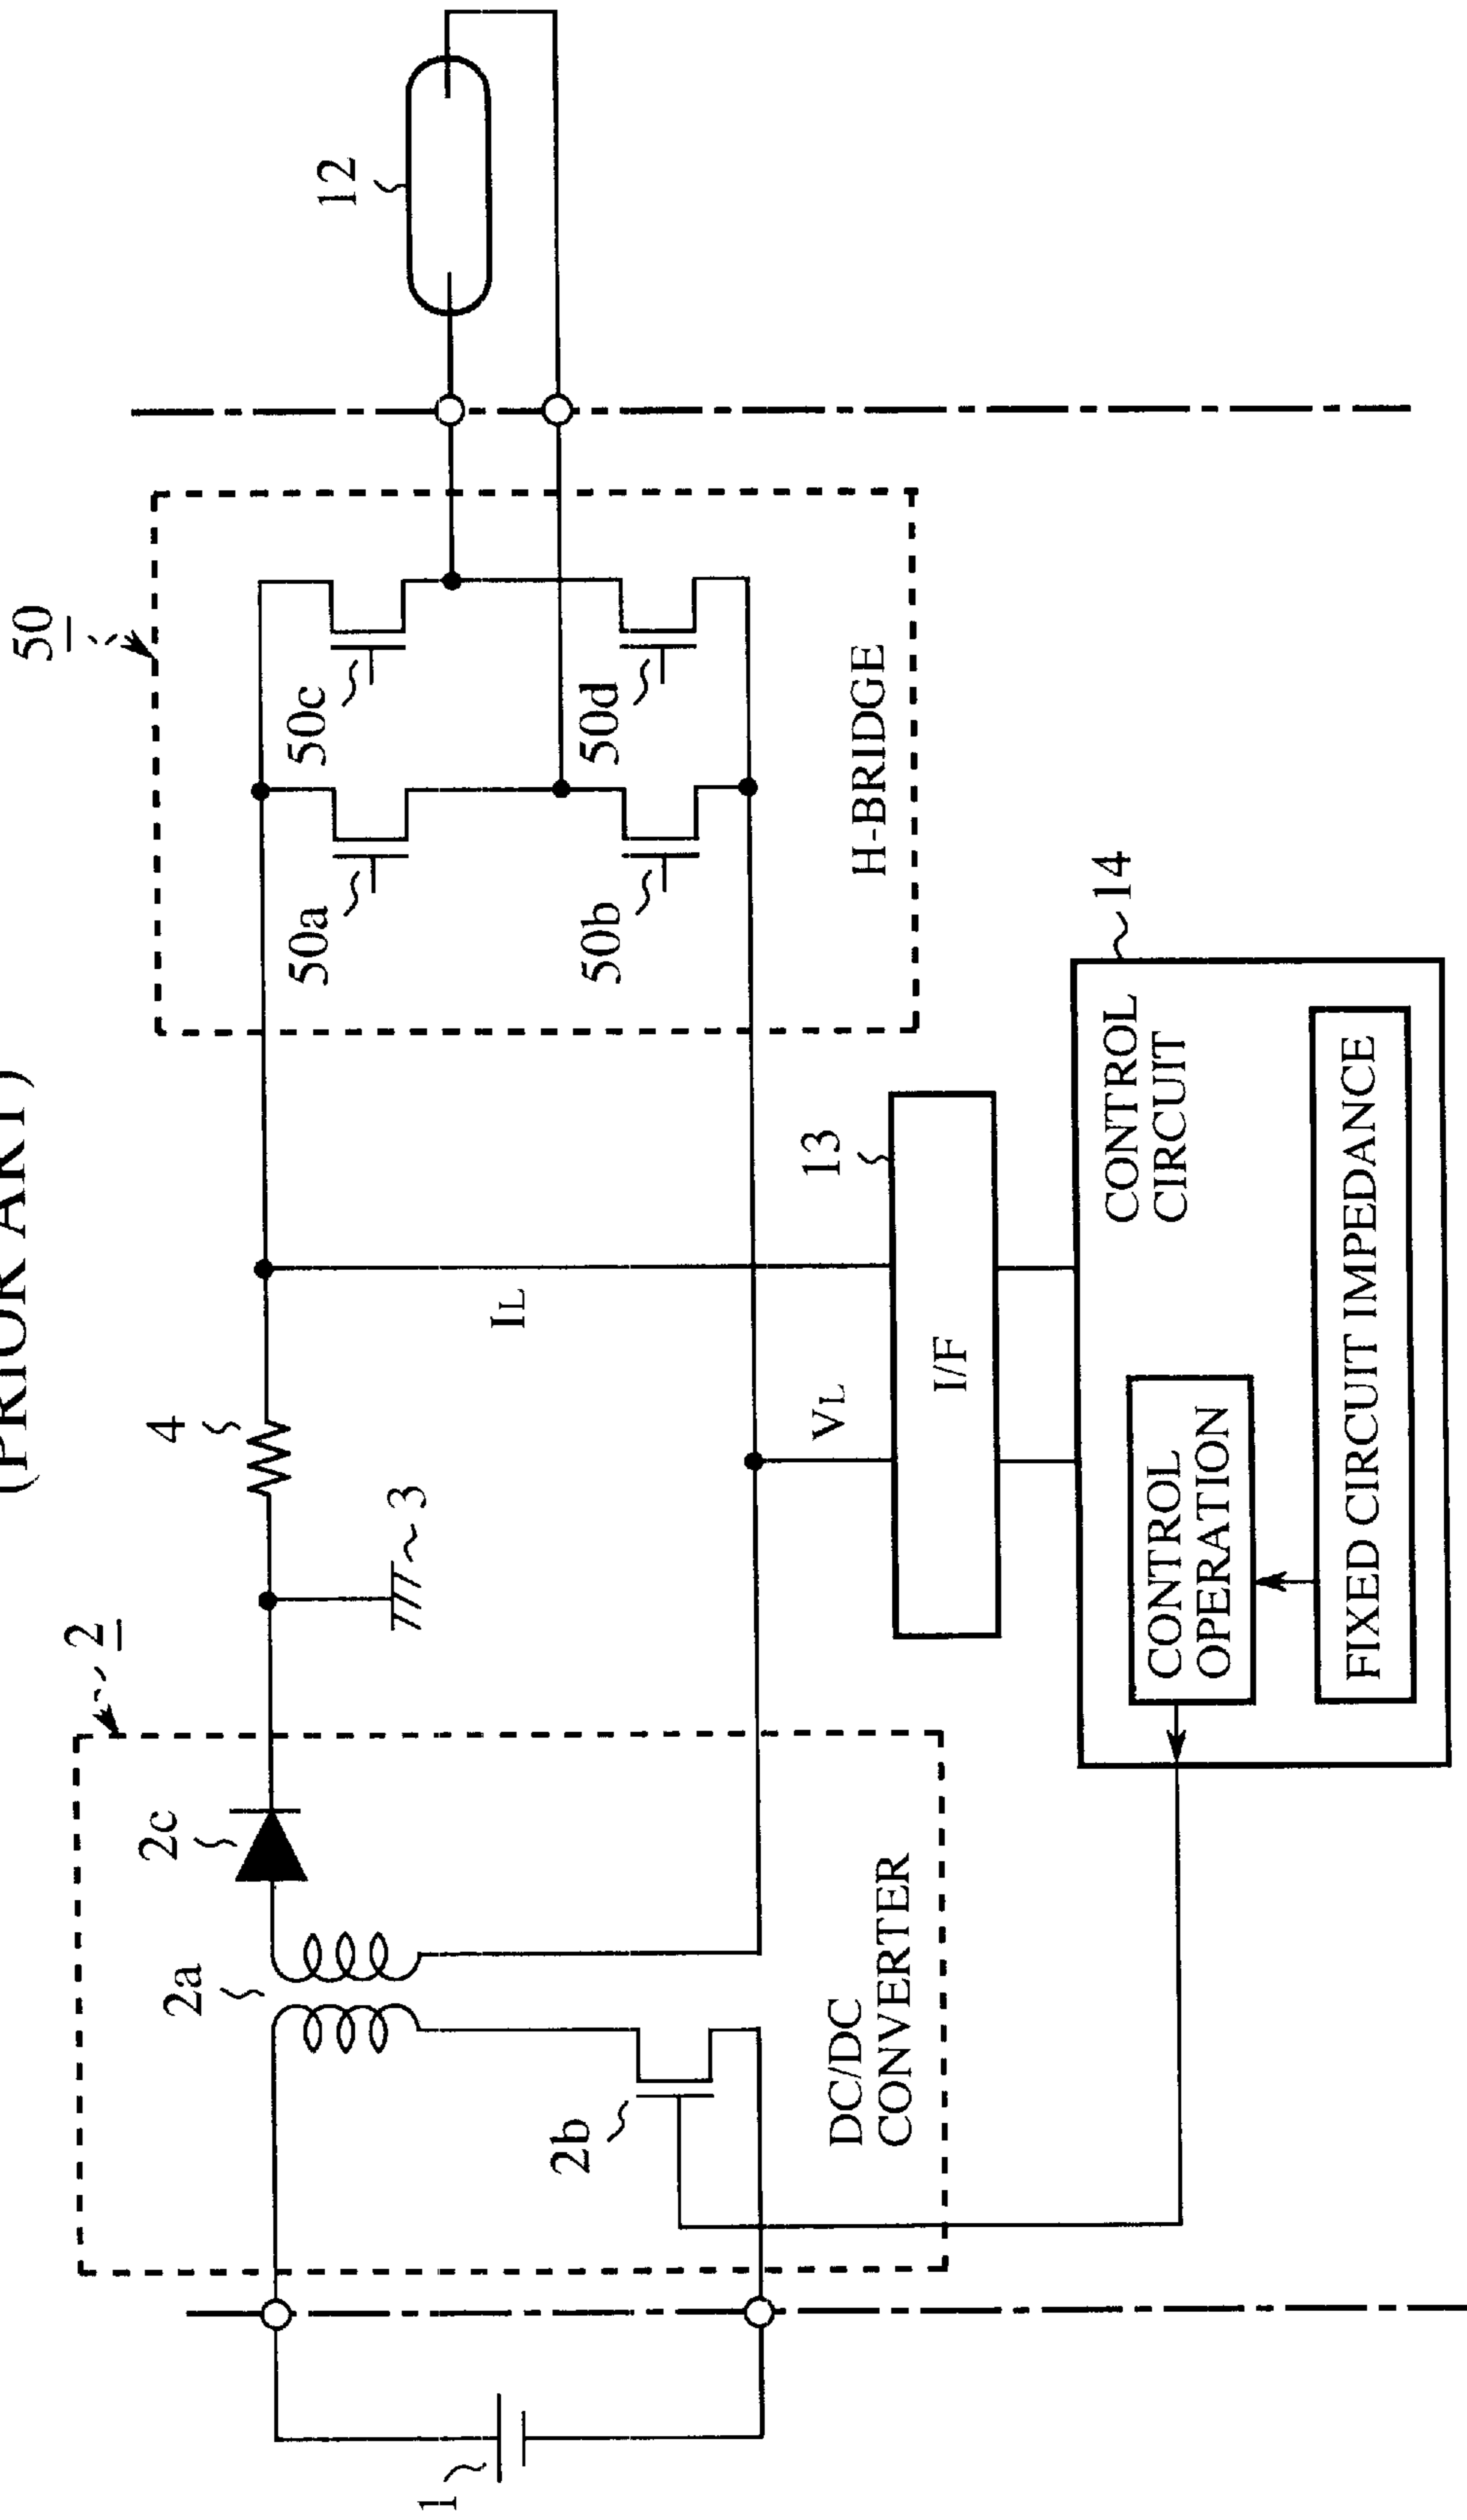 (PRIOR ART)
50
2
4
12
2c
2a
3
50c
50a
50d
50b
IL
2b
H-BRIDGE
13
VL
1
DC/DC
CONVERTER
I/F
14
CONTROL
CIRCUIT
CONTROL
OPERATION
FIXED CIRCUIT IMPEDANCE